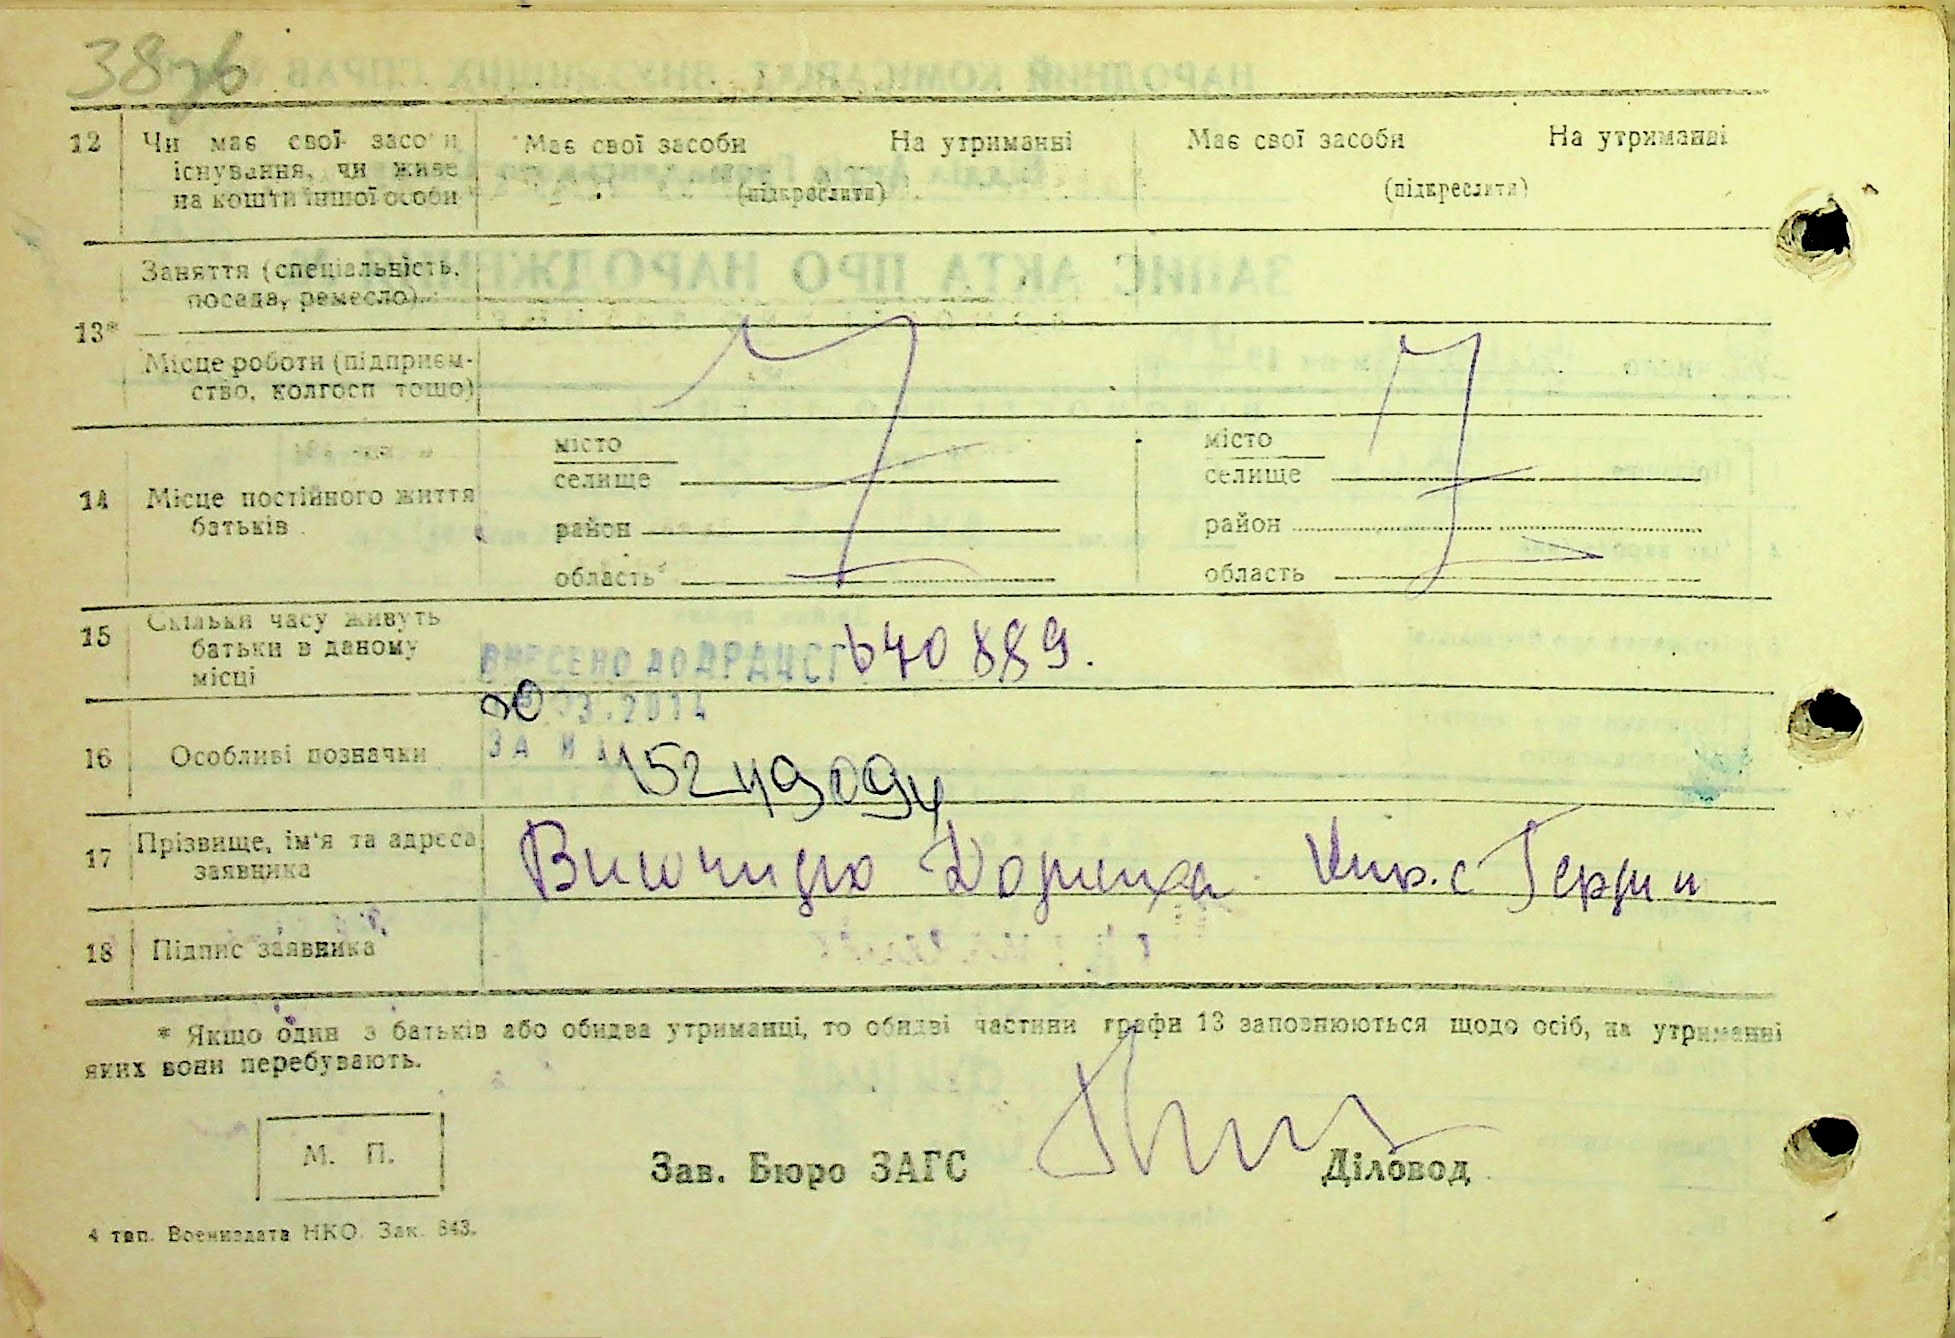 38зв
12 Чи має свої засоби Має свої засоби На утриманні Має свої засоби На утриманні
існування, чи живе
на кошти іншої особи (підкреслити) (підкреслити)
Заняття (спеціальність,
посада, ремесло)
13*
Місце роботи (підприєм-
ство, колгосп тощо)
місто місто
селище селище
14 Місце постійного життя
батьків район район
область область
15 Скільки часу живуть
батьки в даному
місці
ВНЕСЕНО ДО ДРАЦСГ 640889.
03.2014
16 Особливі позначки ЗА
17 Прізвище, ім'я та адреса
заявника
18 Підпис заявника
* Якщо один з батьків або обидва утриманці, то обидві частини графи 13 заповнюються щодо осіб, на утриманні
яких вони перебувають.
М. П.
Зав. Бюро ЗАГС Діловод
4 тип. Воениздата НКО. Зак. 843.